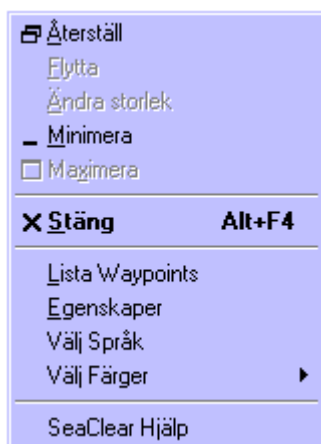 Återställ
Flytta
Ändra storlek
Minimera
Maximera
Stäng Alt+F4
Lista Waypoints
Egenskaper
Välj Språk
Välj Färger
SeaClear Hjälp